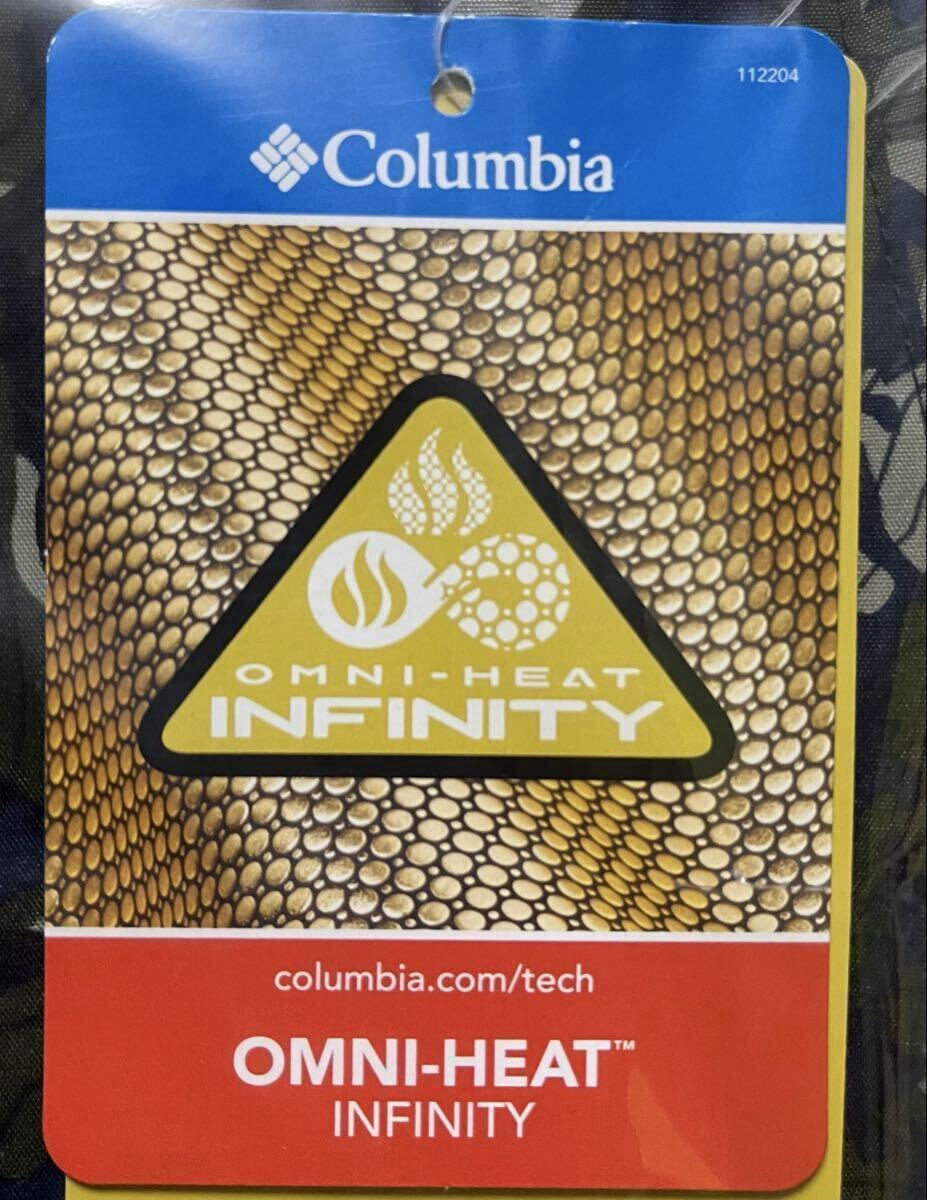 112204
Columbia
OMNI-HEAT
INFINITY
columbia.com/tech
OMNI-HEAT™
INFINITY